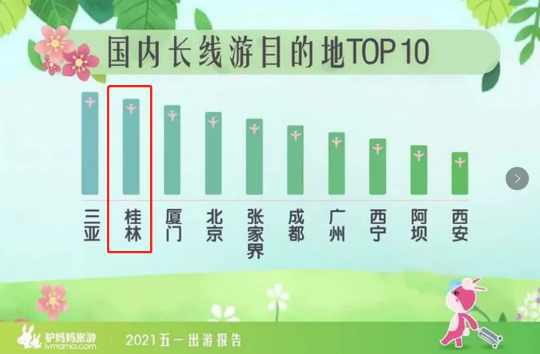 国内长线游目的地TOP10
三亚
桂林
厦门
北京
张家界
成都
广州
西宁
阿坝
西安
驴妈妈旅游
lvmama.com
2021五一出游报告